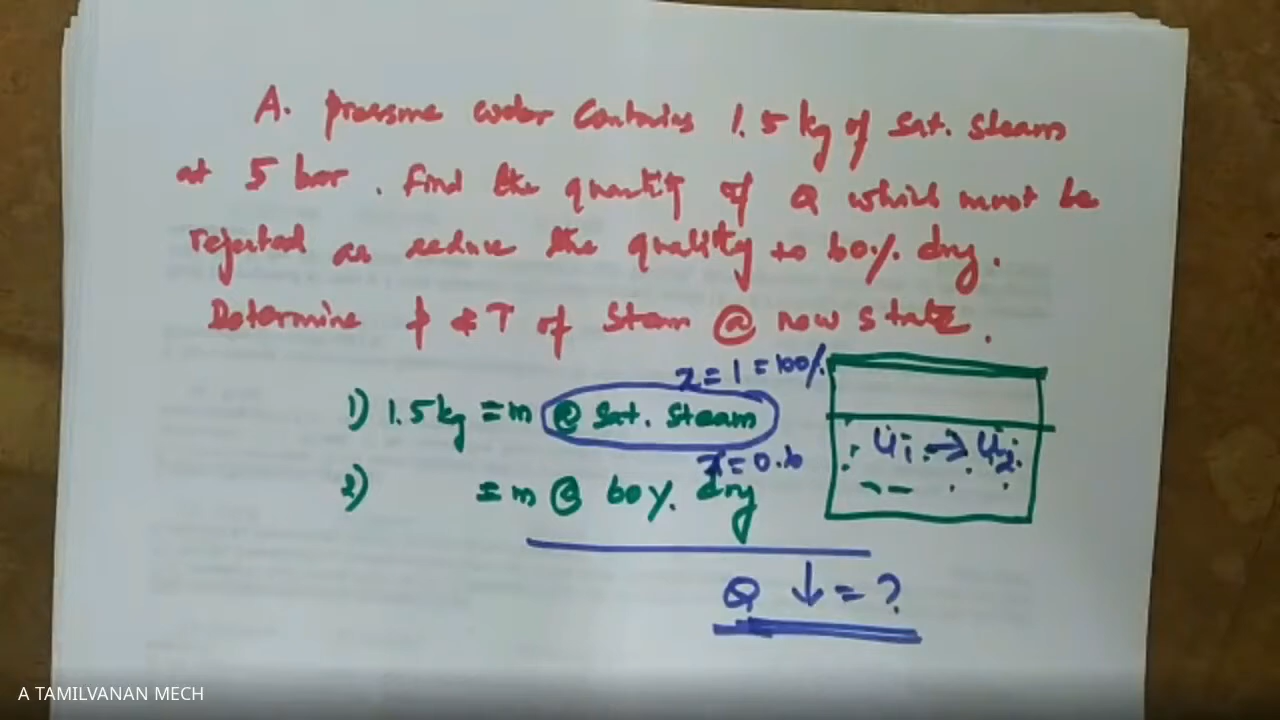 A. Pressure cooker Contains 1.5 kg of Sat. Steam
at 5 bar. Find the quantity of Q which must be
rejected as reduce the quality to 60%. dry.
Determine p & T of Steam @ new state.
x = 1 = 100%.
1) 1.5 kg = m @ Sat. Steam
u1 → u2
x = 0.6
2) = m @ 60%. dry
Q ↓ = ?
A TAMILVANAN MECH